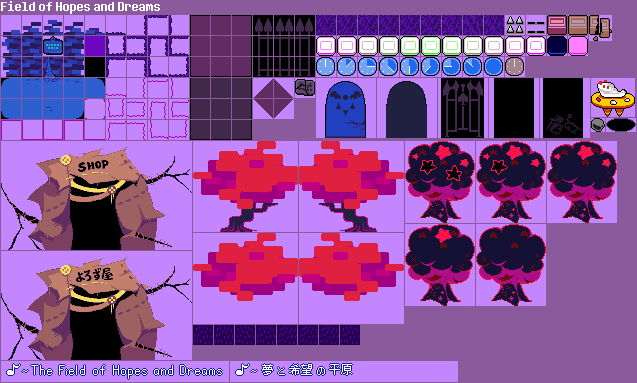 Field of Hopes and Dreams
SHOP
よろず屋
♪~The Field of Hopes and Dreams
♪~夢と希望の平原